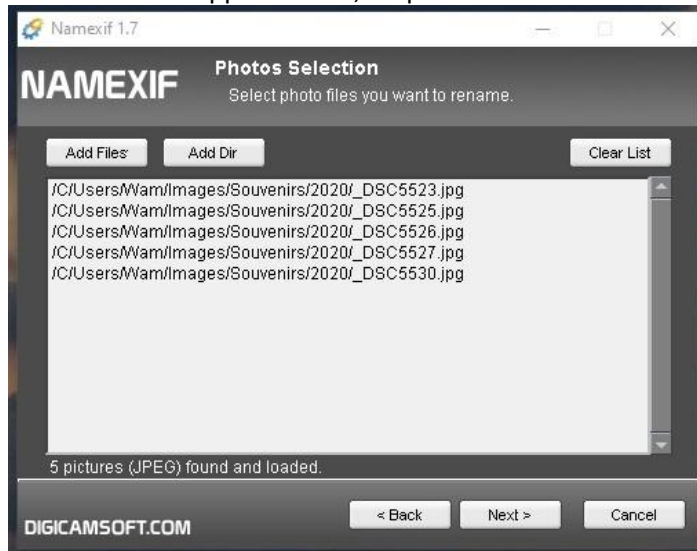 Namexif 1.7
NAMEXIF
Photos Selection
Select photo files you want to rename.
Add Files
Add Dir
Clear List
/C/Users/Wam/Images/Souvenirs/2020/_DSC5523.jpg
/C/Users/Wam/Images/Souvenirs/2020/_DSC5525.jpg
/C/Users/Wam/Images/Souvenirs/2020/_DSC5526.jpg
/C/Users/Wam/Images/Souvenirs/2020/_DSC5527.jpg
/C/Users/Wam/Images/Souvenirs/2020/_DSC5530.jpg
5 pictures (JPEG) found and loaded.
DIGICAMSOFT.COM
< Back
Next >
Cancel